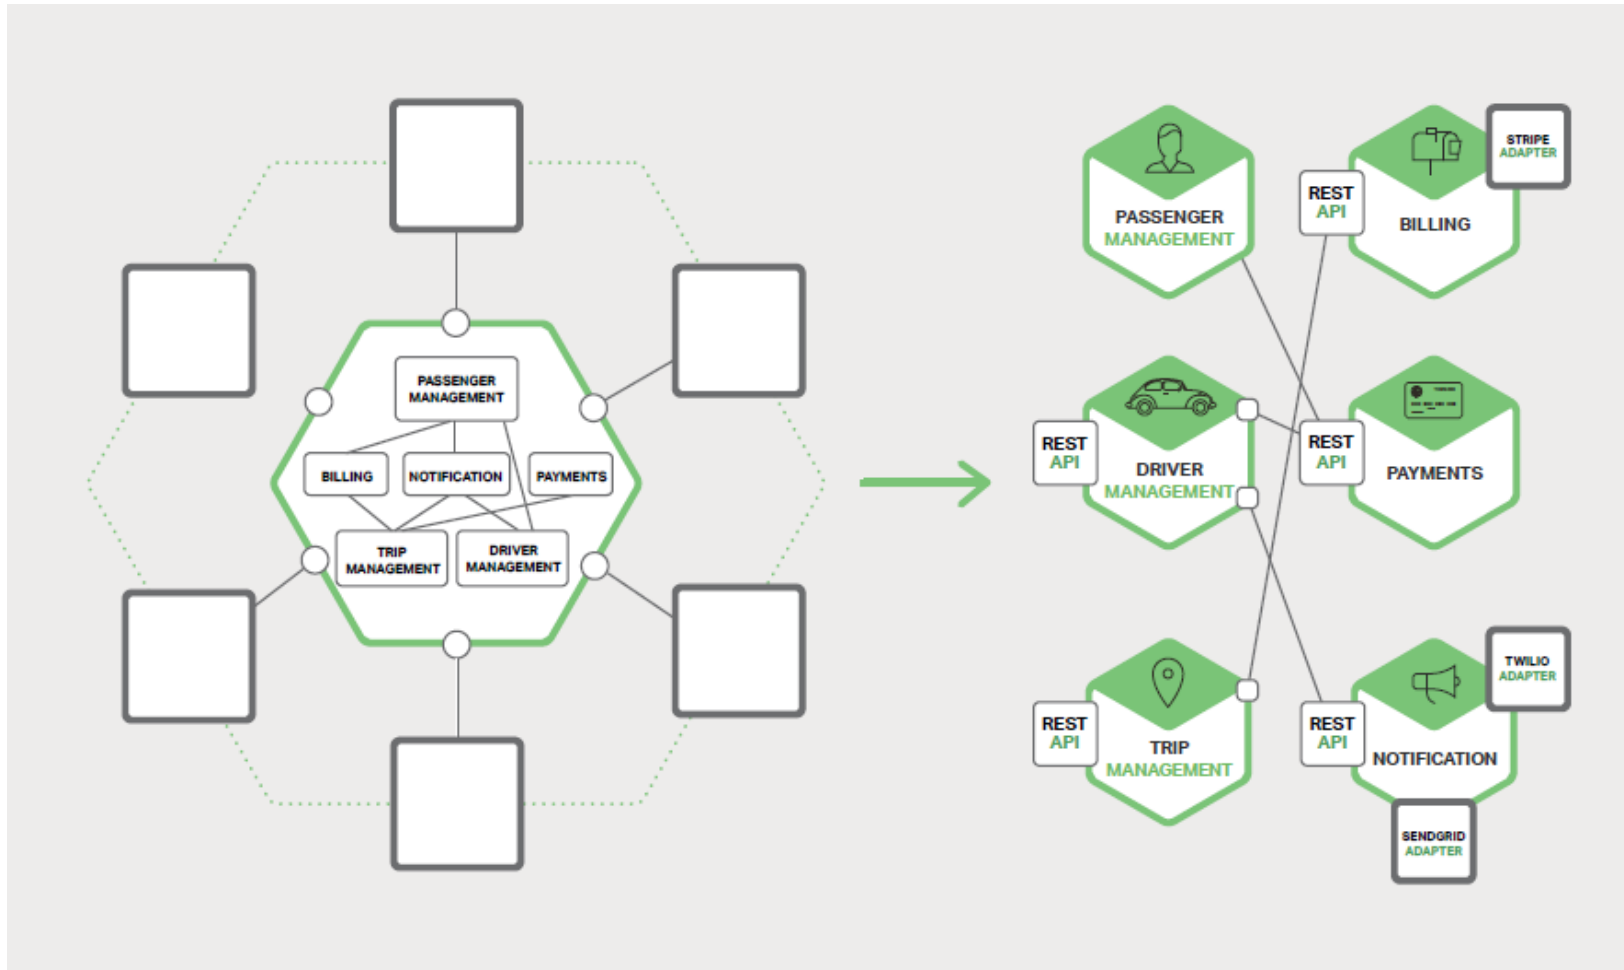 PASSENGER
MANAGEMENT
BILLING
NOTIFICATION
PAYMENTS
TRIP
MANAGEMENT
DRIVER
MANAGEMENT
PASSENGER
MANAGEMENT
REST
API
BILLING
STRIPE
ADAPTER
REST
API
DRIVER
MANAGEMENT
REST
API
PAYMENTS
REST
API
TRIP
MANAGEMENT
REST
API
NOTIFICATION
TWILIO
ADAPTER
SENDGRID
ADAPTER